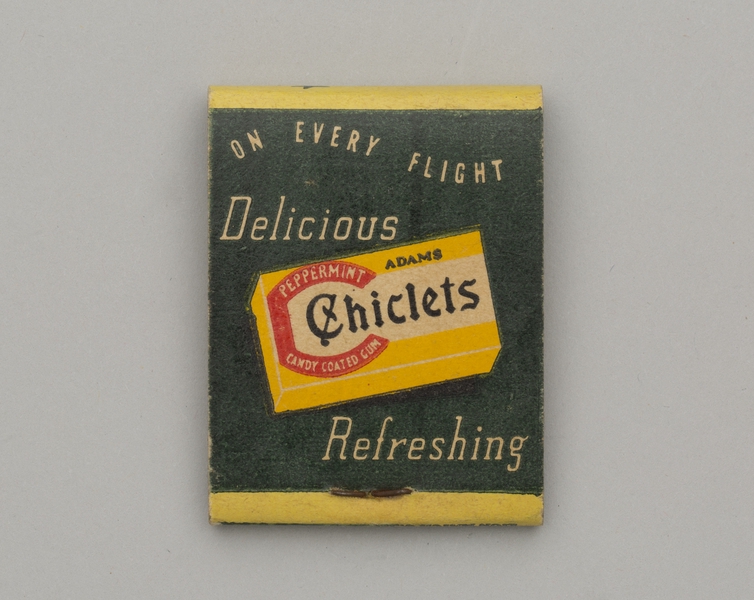 ON EVERY FLIGHT
Delicious
ADAMS
PEPPERMINT
Chiclets
CANDY COATED GUM
Refreshing